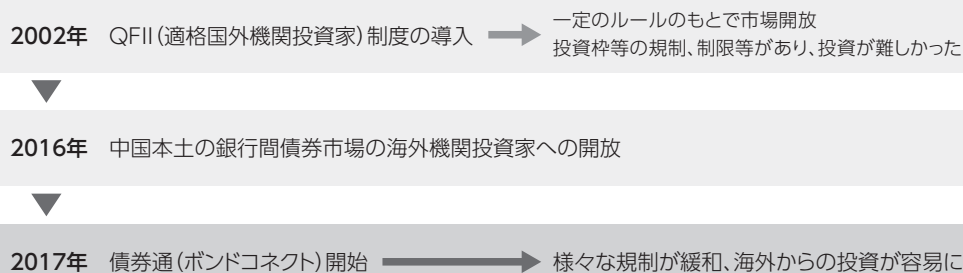 2002年 QFII(適格国外機関投資家)制度の導入
一定のルールのもとで市場開放
投資枠等の規制、制限等があり、投資が難しかった
2016年 中国本土の銀行間債券市場の海外機関投資家への開放
2017年 債券通(ボンドコネクト)開始
様々な規制が緩和、海外からの投資が容易に